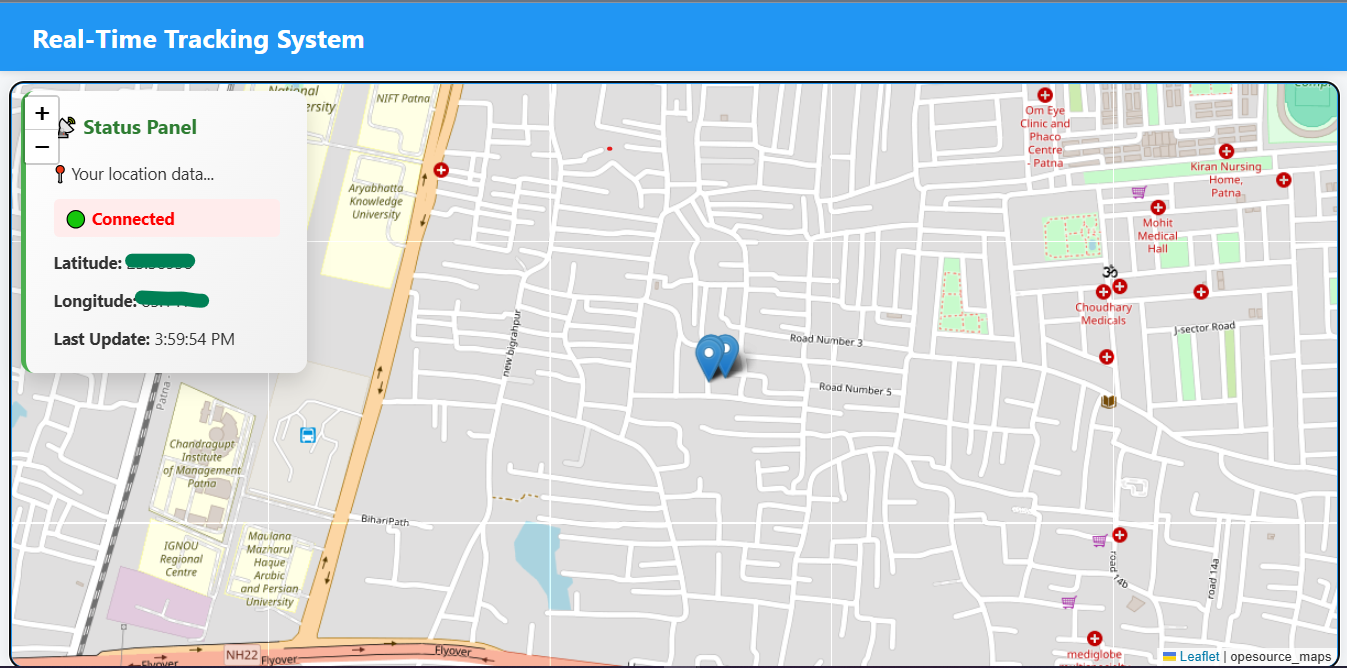 Real-Time Tracking System
+
−
Status Panel
Your location data...
Connected
Latitude:
Longitude:
Last Update: 3:59:54 PM
National
NIFT Patna
Aryabhatta
Knowledge
University
Om Eye
Clinic and
Phaco
Centre
- Patna
Kiran Nursing
Home,
Patna
Mohit
Medical
Hall
ॐ
Choudhary
Medicals
J-sector Road
new bigrahpur
Road Number 3
Road Number 5
Patna -
Chandragupt
Institute
of Management
Patna
Bihari Path
IGNOU
Regional
Centre
Maulana
Mazharul
Haque
Arabic
and Persian
University
road 14b
road 14a
NH22
Flyover
Flyover
Flyover
mediglobe
Leaflet | opesource_maps